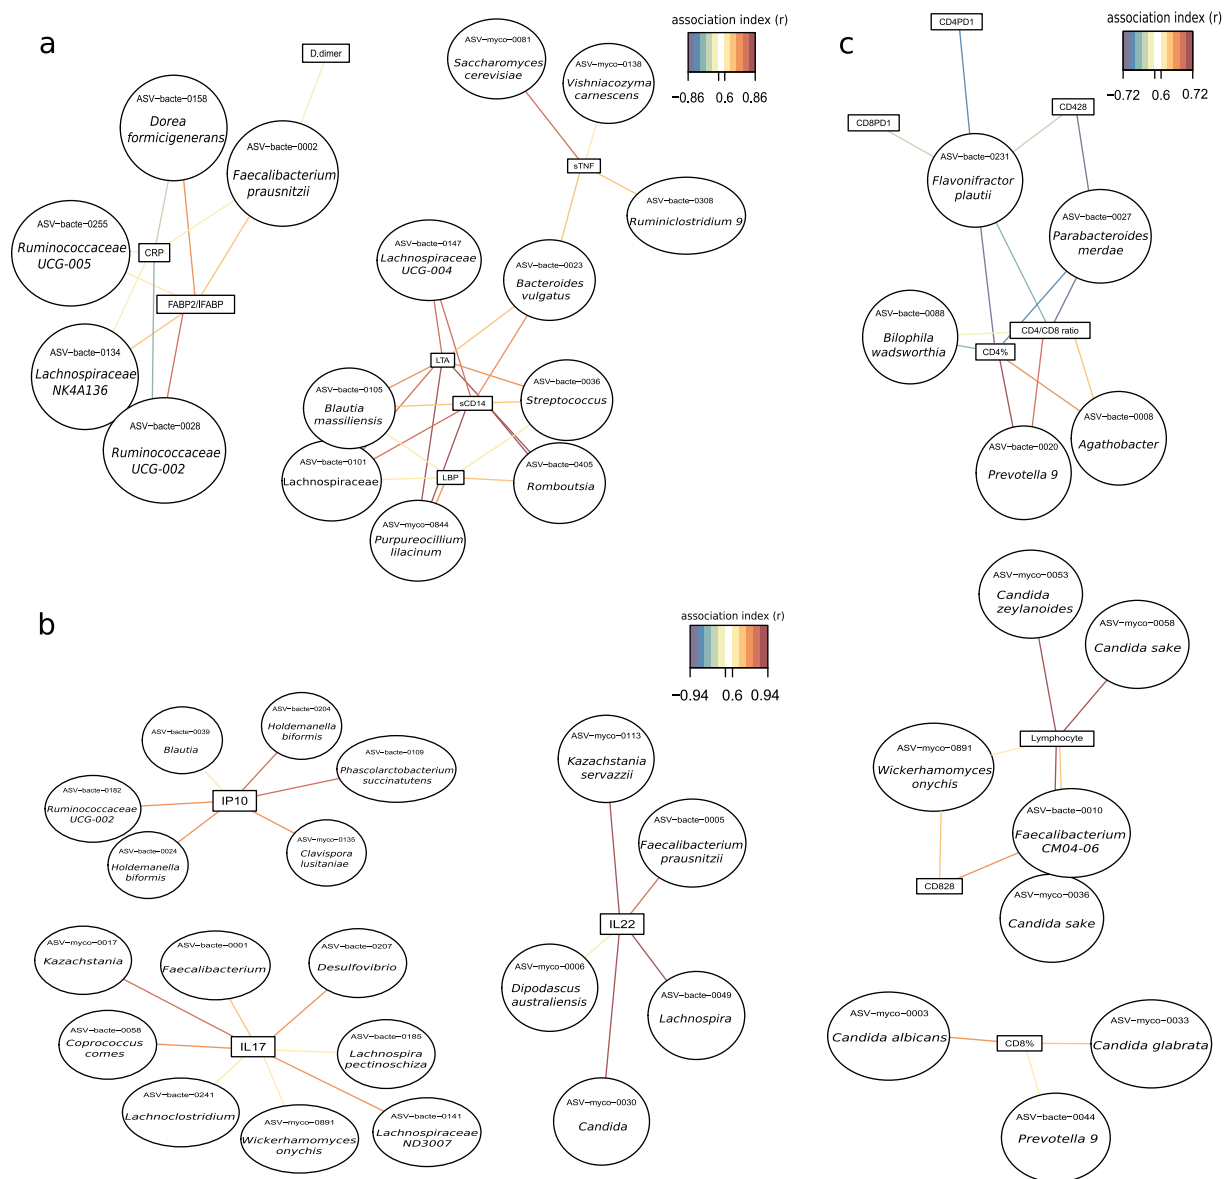 a
D.dimer
ASV−bacte−0158
Dorea
formicigenerans
ASV−bacte−0002
Faecalibacterium
prausnitzii
ASV−bacte−0255
Ruminococcaceae
UCG-005
CRP
FABP2/IFABP
ASV−bacte−0134
Lachnospiraceae
NK4A136
ASV−bacte−0028
Ruminococcaceae
UCG-002
ASV−myco−0081
Saccharomyces
cerevisiae
ASV−myco−0138
Vishniacozyma
carnescens
association index (r)
−0.86 0.6 0.86
sTNF
ASV−bacte−0308
Ruminiclostridium 9
ASV−bacte−0147
Lachnospiraceae
UCG-004
ASV−bacte−0023
Bacteroides
vulgatus
LTA
ASV−bacte−0105
Blautia
massiliensis
sCD14
ASV−bacte−0036
Streptococcus
ASV−bacte−0101
Lachnospiraceae
LBP
ASV−bacte−0405
Romboutsia
ASV−myco−0844
Purpureocillium
lilacinum
b
association index (r)
−0.94 0.6 0.94
ASV−bacte−0039
Blautia
ASV−bacte−0204
Holdemanella
biformis
ASV−bacte−0109
Phascolarctobacterium
succinatutens
IP10
ASV−bacte−0182
Ruminococcaceae
UCG-002
ASV−bacte−0024
Holdemanella
biformis
ASV−myco−0135
Clavispora
lusitaniae
ASV−myco−0017
Kazachstania
ASV−bacte−0001
Faecalibacterium
ASV−bacte−0207
Desulfovibrio
ASV−bacte−0058
Coprococcus
comes
IL17
ASV−bacte−0185
Lachnospira
pectinoschiza
ASV−bacte−0241
Lachnoclostridium
ASV−myco−0891
Wickerhamomyces
onychis
ASV−bacte−0141
Lachnospiraceae
ND3007
ASV−myco−0113
Kazachstania
servazzii
ASV−bacte−0005
Faecalibacterium
prausnitzii
IL22
ASV−myco−0006
Dipodascus
australiensis
ASV−bacte−0049
Lachnospira
ASV−myco−0030
Candida
c
CD4PD1
association index (r)
−0.72 0.6 0.72
CD8PD1
CD428
ASV−bacte−0231
Flavonifractor
plautii
ASV−bacte−0027
Parabacteroides
merdae
ASV−bacte−0088
Bilophila
wadsworthia
CD4/CD8 ratio
CD4%
ASV−bacte−0008
Agathobacter
ASV−bacte−0020
Prevotella 9
ASV−myco−0053
Candida
zeylanoides
ASV−myco−0058
Candida sake
Lymphocyte
ASV−myco−0891
Wickerhamomyces
onychis
ASV−bacte−0010
Faecalibacterium
CM04-06
CD828
ASV−myco−0036
Candida sake
ASV−myco−0003
Candida albicans
CD8%
ASV−myco−0033
Candida glabrata
ASV−bacte−0044
Prevotella 9